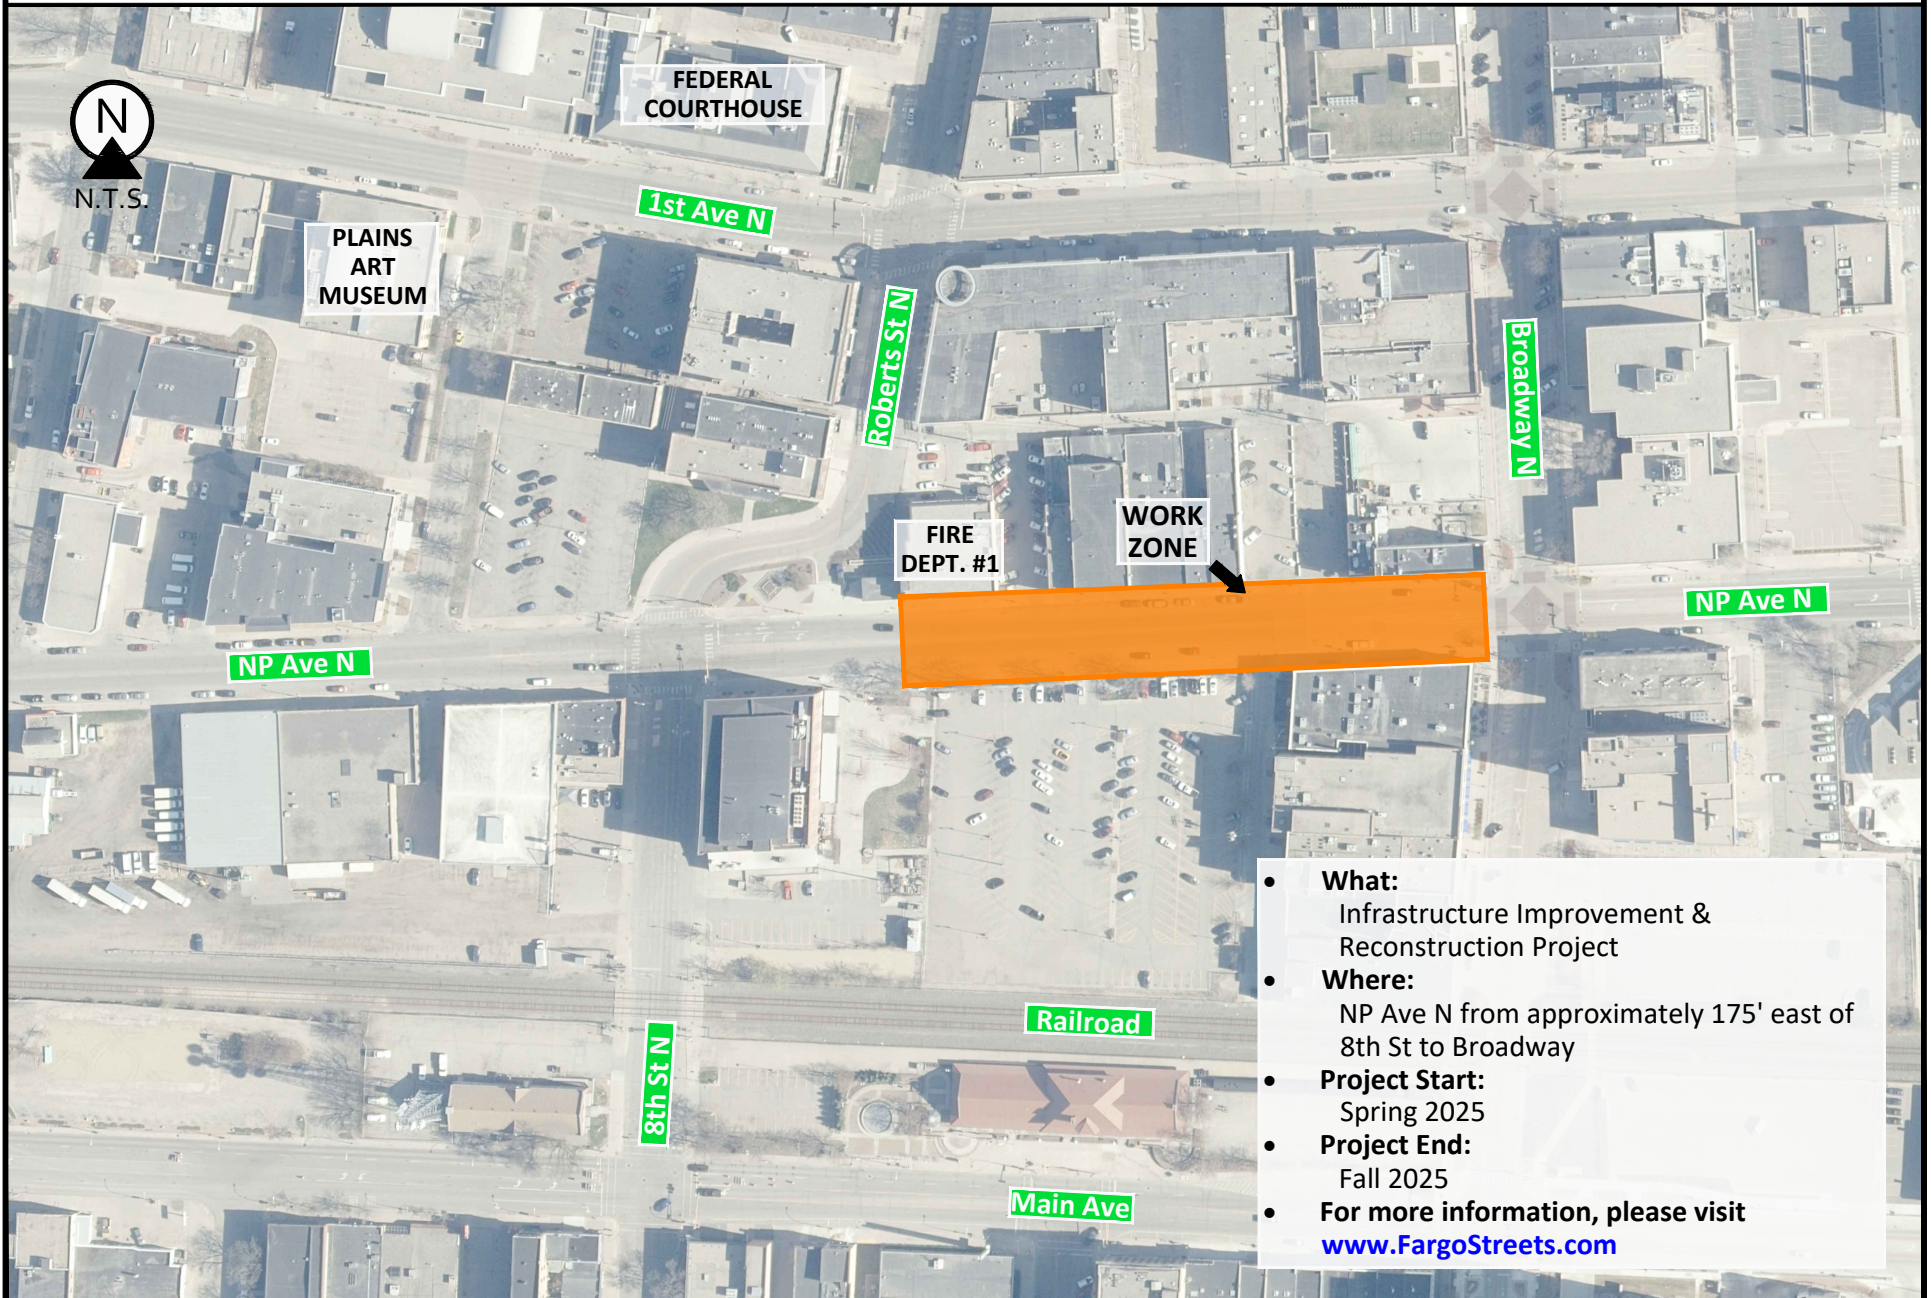 FEDERAL
COURTHOUSE
N
N.T.S.
1st Ave N
PLAINS
ART
MUSEUM
Roberts St N
Broadway N
WORK
ZONE
FIRE
DEPT. #1
NP Ave N
NP Ave N
Railroad
8th St N
Main Ave
• What:
Infrastructure Improvement &
Reconstruction Project
• Where:
NP Ave N from approximately 175' east of
8th St to Broadway
• Project Start:
Spring 2025
• Project End:
Fall 2025
• For more information, please visit
www.FargoStreets.com